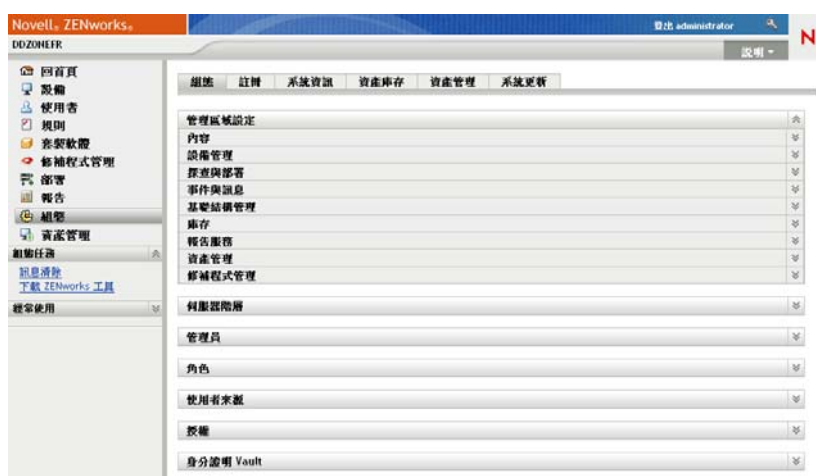 Novell® ZENworks®
登出 administrator
N
DDZONEFR
説明
回首頁
設備
使用者
規則
套裝軟體
修補程式管理
部署
報告
組態
資產管理
組態任務
訊息清除
下載 ZENworks 工具
經常使用
組態 註冊 系統資訊 資產庫存 資產管理 系統更新
管理區域設定
內容
設備管理
探查與部署
事件與訊息
基礎結構管理
庫存
報告服務
資產管理
修補程式管理
伺服器階層
管理員
角色
使用者來源
授權
身分證明 Vault